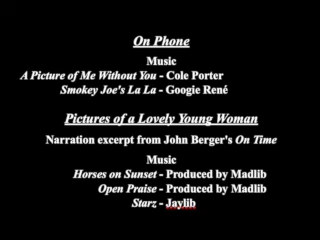 On Phone
Music
A Picture of Me Without You - Cole Porter
Smokey Joe's La La - Googie René
Pictures of a Lovely Young Woman
Narration excerpt from John Berger's On Time
Music
Horses on Sunset - Produced by Madlib
Open Praise - Produced by Madlib
Starz - Jaylib